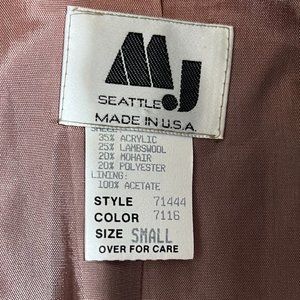 MJ
SEATTLE
MADE IN U.S.A.
35% ACRYLIC
25% LAMBSWOOL
20% MOHAIR
20% POLYESTER
LINING:
100% ACETATE
STYLE 71444
COLOR 7116
SIZE SMALL
OVER FOR CARE